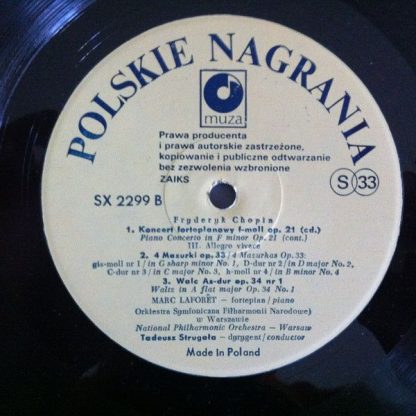 POLSKIE NAGRANIA
muza
Prawa producenta
i prawa autorskie zastrzeżone,
kopiowanie i publiczne odtwarzanie
bez zezwolenia wzbronione
ZAIKS
S 33
SX 2299 B
Fryderyk Chopin
1. Koncert fortepianowy f-moll op. 21 (cd.)
Piano Concerto in F minor Op. 21 (cont.)
III. Allegro vivace
2. 4 Mazurki op. 33 / 4 Mazurkas Op. 33:
gis-moll nr 1 / in G sharp minor No. 1, D-dur nr 2 / in D major No. 2,
C-dur nr 3 / in C major No. 3, h-moll nr 4 / in B minor No. 4
3. Walc As-dur op. 34 nr 1
Waltz in A flat major Op. 34 No. 1
MARC LAFORÊT — fortepian / piano
Orkiestra Symfoniczna Filharmonii Narodowej
w Warszawie
National Philharmonic Orchestra — Warsaw
Tadeusz Strugała — dyrygent / conductor
Made in Poland